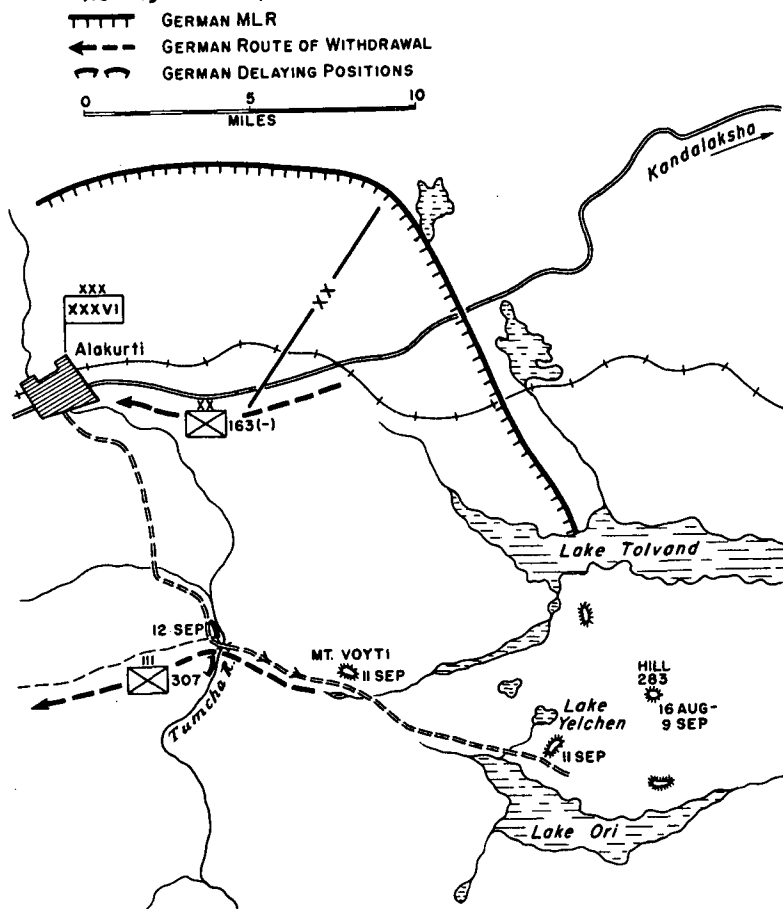 GERMAN MLR
GERMAN ROUTE OF WITHDRAWAL
GERMAN DELAYING POSITIONS
0 5 10
MILES
Kandalaksha
XXX
XXXVI
Alakurti
XX
XX
163(-)
Lake Tolvand
12 SEP
III
307
Tumcha R.
MT. VOYTI
11 SEP
HILL
283
16 AUG-
9 SEP
Lake
Yelchen
11 SEP
Lake Ori